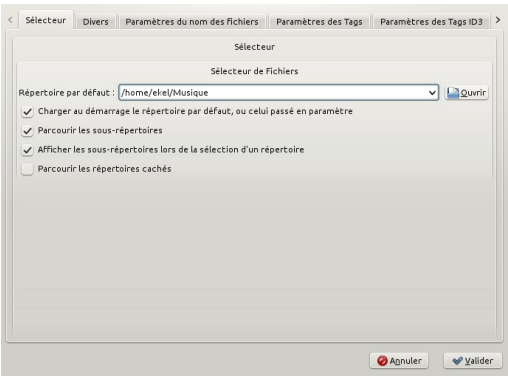 Sélecteur Divers Paramètres du nom des fichiers Paramètres des Tags Paramètres des Tags ID3
Sélecteur
Sélecteur de Fichiers
Répertoire par défaut : /home/ekel/Musique Ouvrir
Charger au démarrage le répertoire par défaut, ou celui passé en paramètre
Parcourir les sous-répertoires
Afficher les sous-répertoires lors de la sélection d'un répertoire
Parcourir les répertoires cachés
Annuler Valider